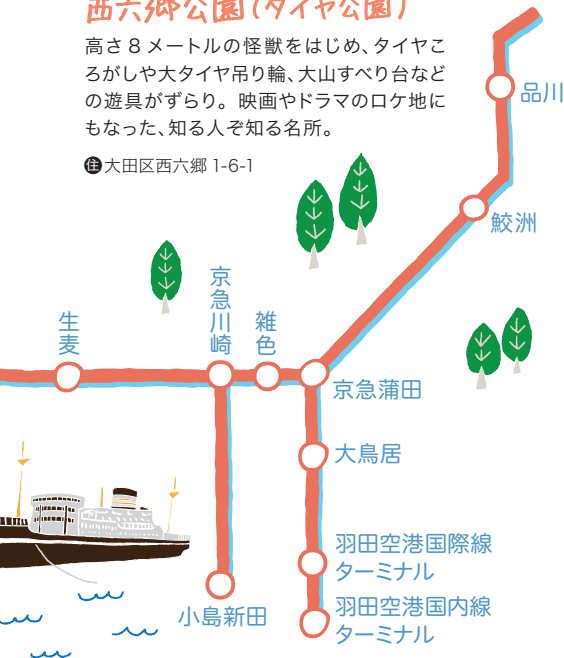 西六郷公園(タイヤ公園)
高さ8メートルの怪獣をはじめ、タイヤこ
ろがしや大タイヤ吊り輪、大山すべり台など
の遊具がずらり。映画やドラマのロケ地に
もなった、知る人ぞ知る名所。
住大田区西六郷 1-6-1
品川
鮫洲
京急川崎
雑色
生麦
京急蒲田
大鳥居
羽田空港国際線
ターミナル
羽田空港国内線
ターミナル
小島新田